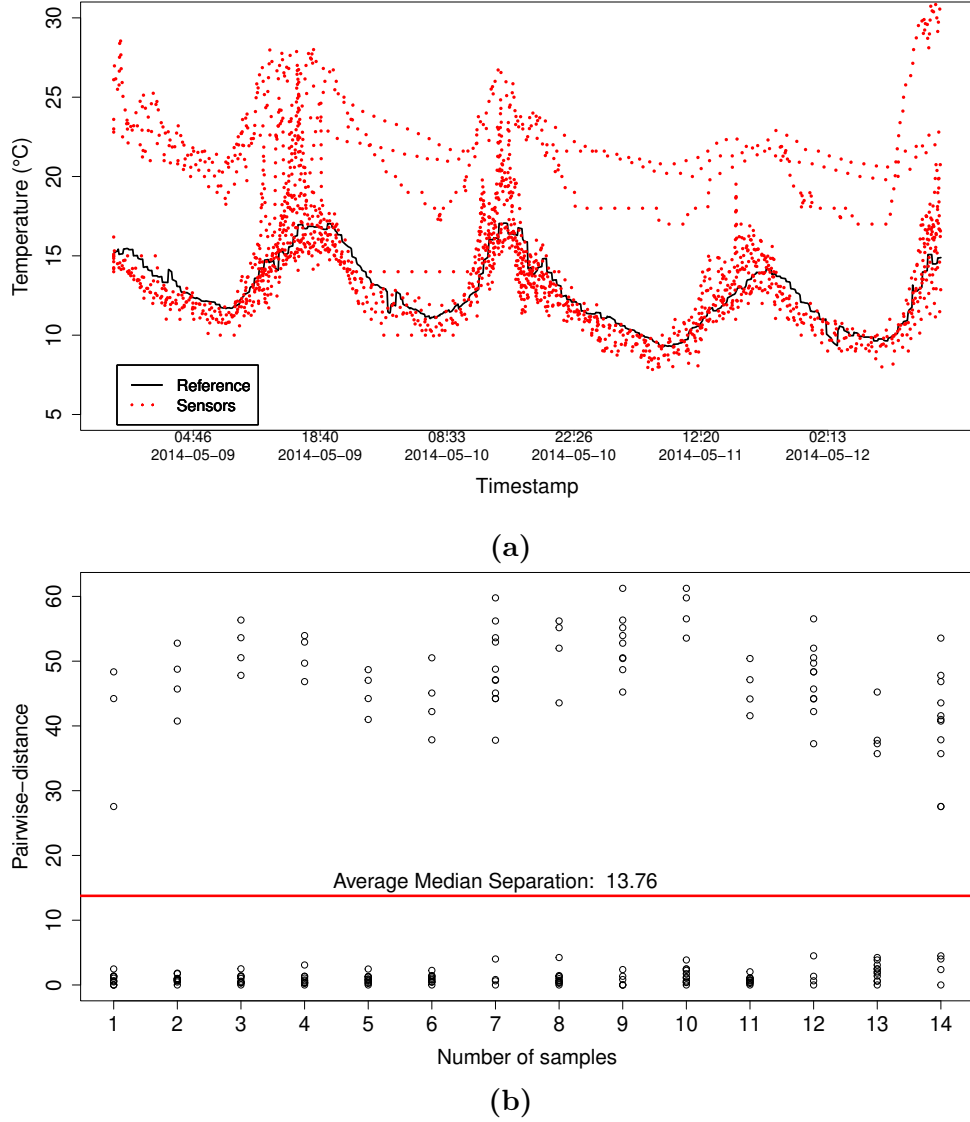 30
25
20
15
10
5
Temperature (°C)
Reference
Sensors
04:46 18:40 08:33 22:26 12:20 02:13
2014-05-09 2014-05-09 2014-05-10 2014-05-10 2014-05-11 2014-05-12
Timestamp
(a)
60
50
40
30
20
10
0
Pairwise-distance
Average Median Separation: 13.76
1 2 3 4 5 6 7 8 9 10 11 12 13 14
Number of samples
(b)